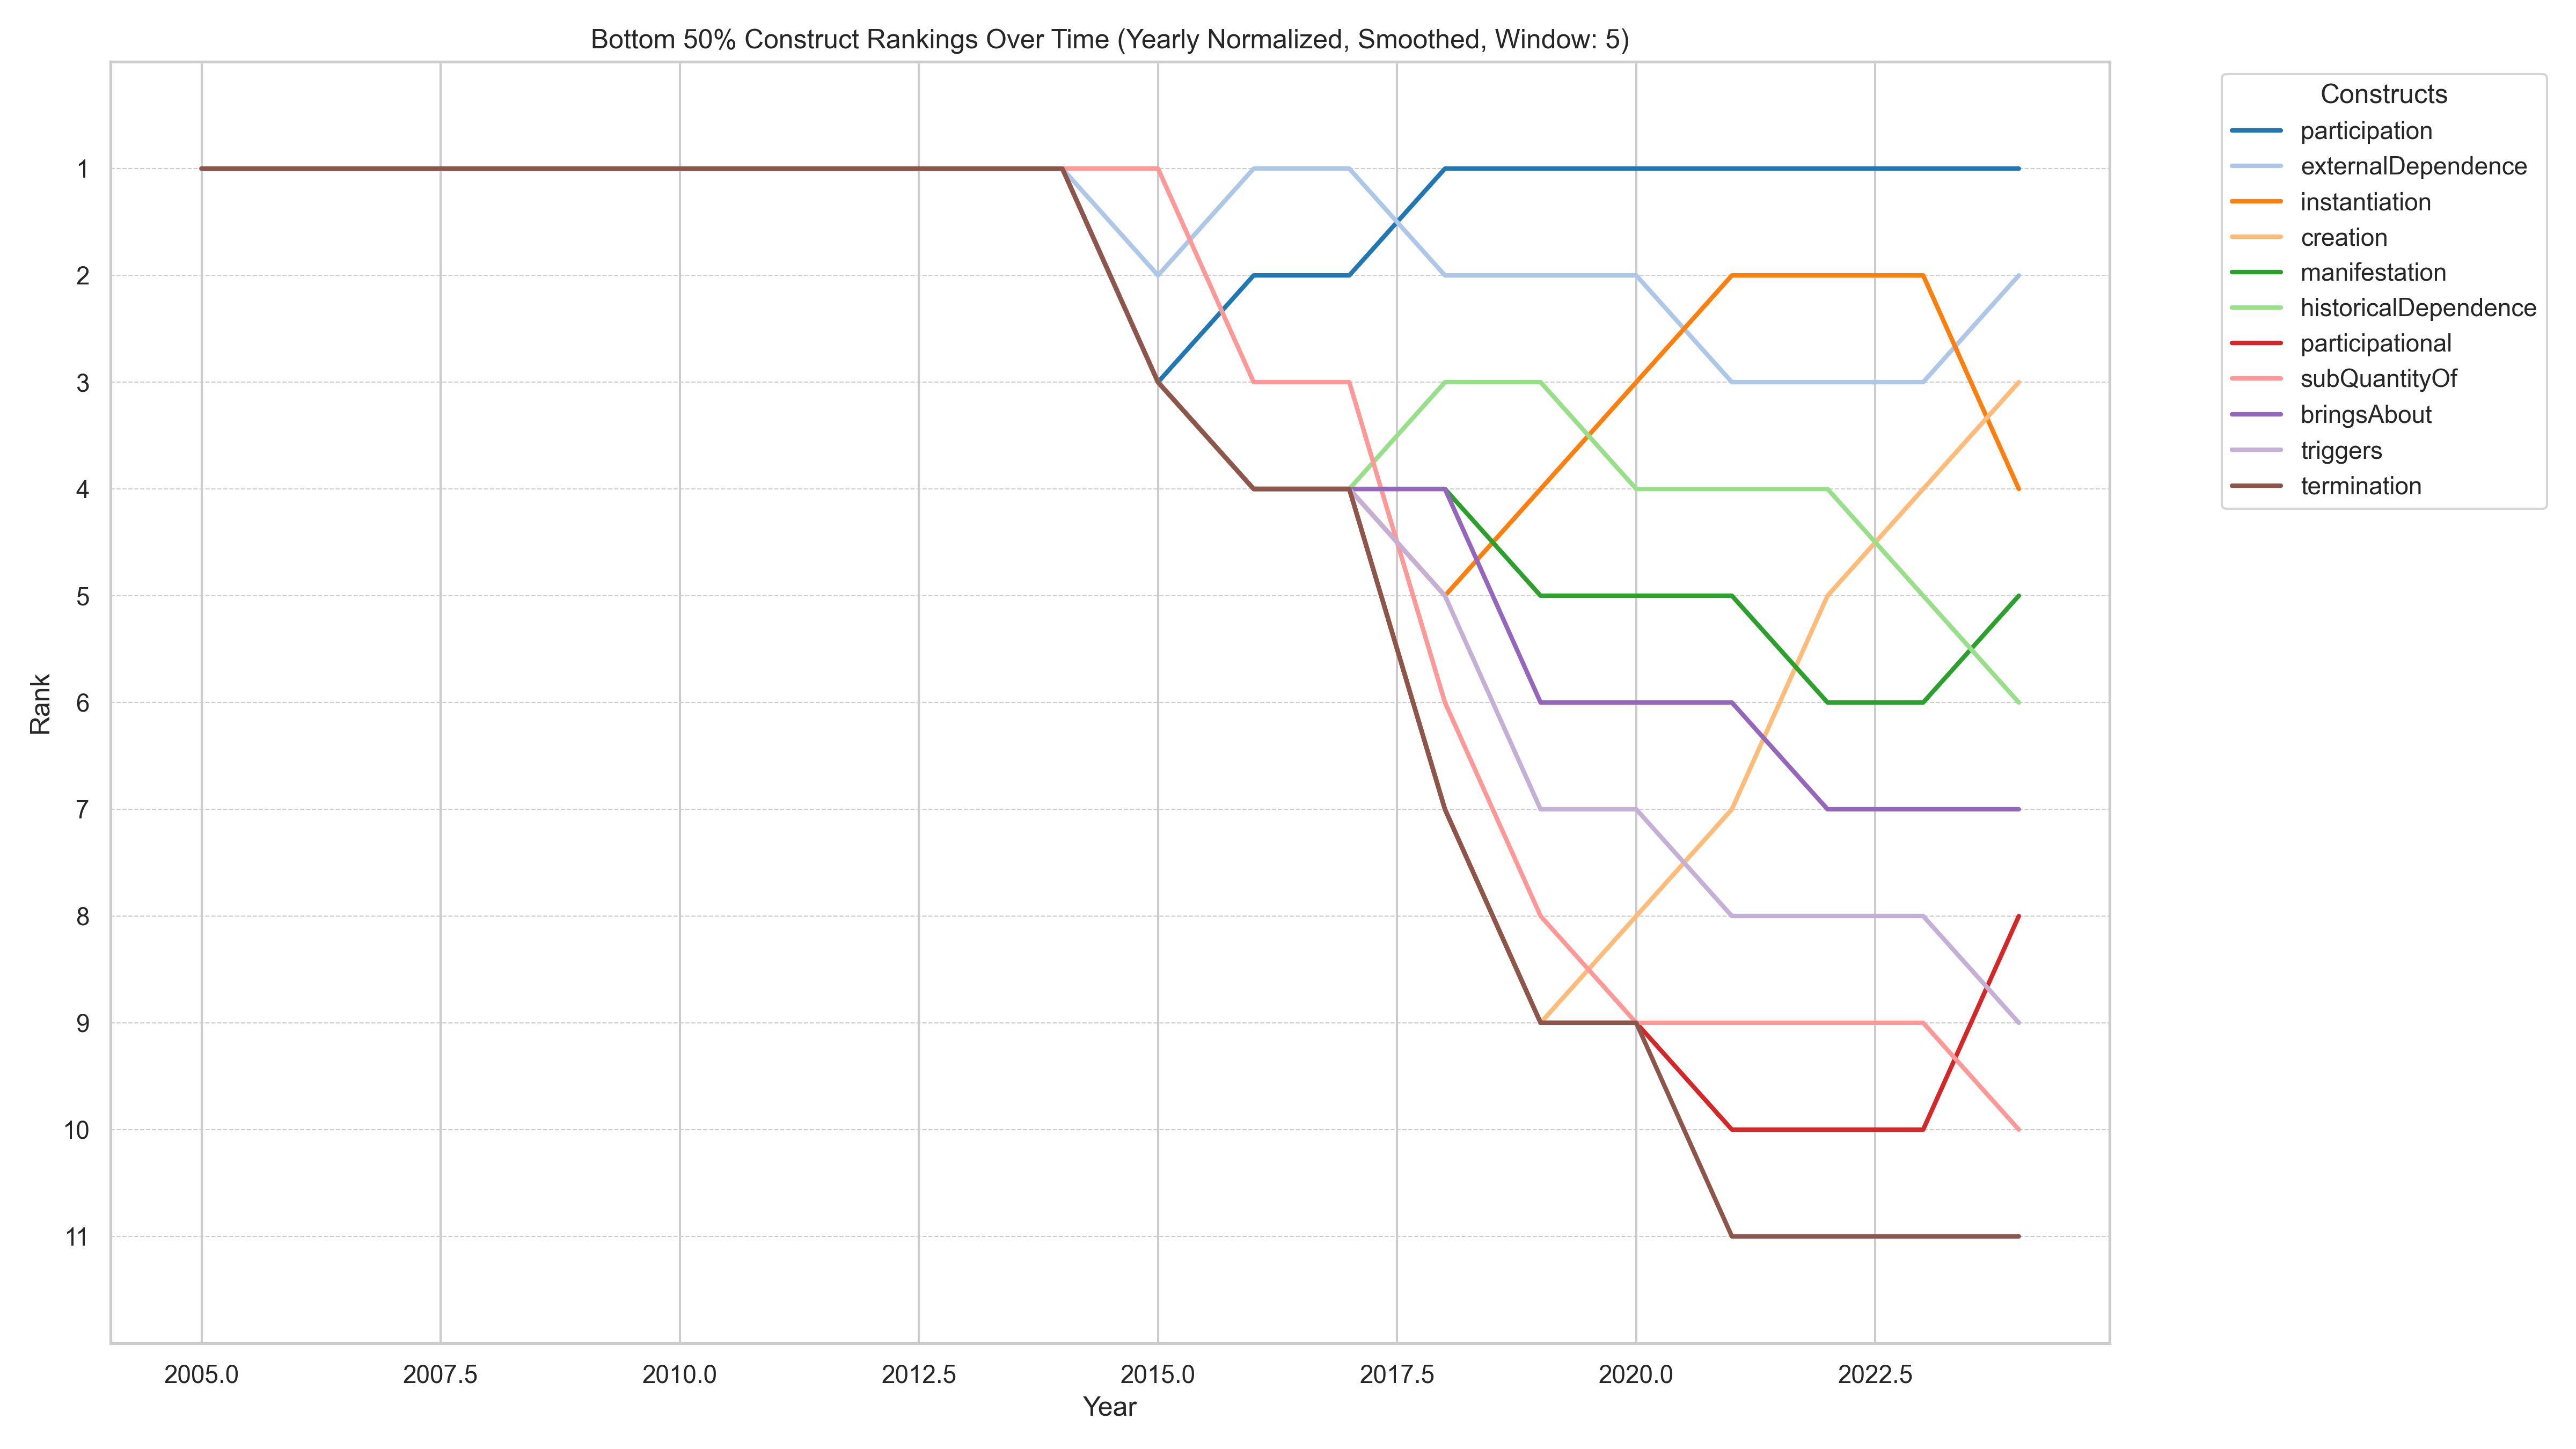 Bottom 50% Construct Rankings Over Time (Yearly Normalized, Smoothed, Window: 5)
Constructs
participation
externalDependence
instantiation
creation
manifestation
historicalDependence
participational
subQuantityOf
bringsAbout
triggers
termination
Rank
1
2
3
4
5
6
7
8
9
10
11
2005.0 2007.5 2010.0 2012.5 2015.0 2017.5 2020.0 2022.5
Year